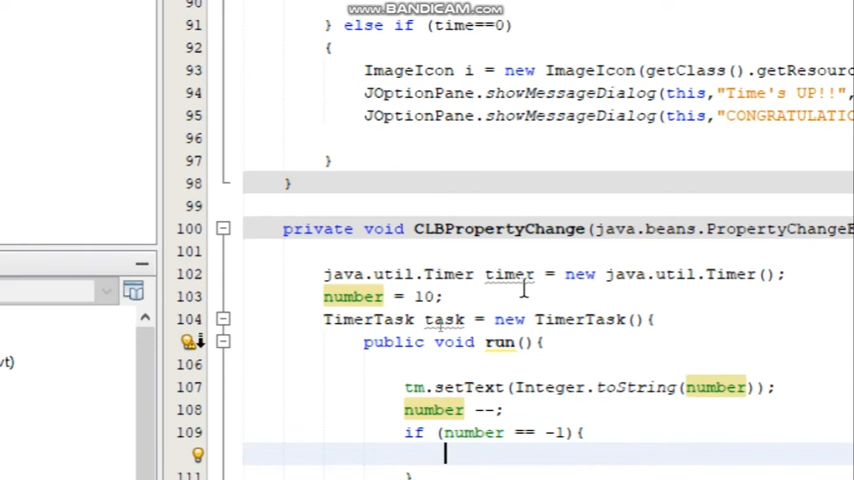 WWW.BANDICAM.COM
90
91 } else if (time==0)
92 {
93 ImageIcon i = new ImageIcon(getClass().getResourc
94 JOptionPane.showMessageDialog(this,"Time's UP!!",
95 JOptionPane.showMessageDialog(this,"CONGRATULATIO
96
97 }
98 }
99
100 private void CLBPropertyChange(java.beans.PropertyChangeE
101
102 java.util.Timer timer = new java.util.Timer();
103 number = 10;
104 TimerTask task = new TimerTask(){
public void run(){
106
107 tm.setText(Integer.toString(number));
108 number --;
109 if (number == -1){
vt)
111 }